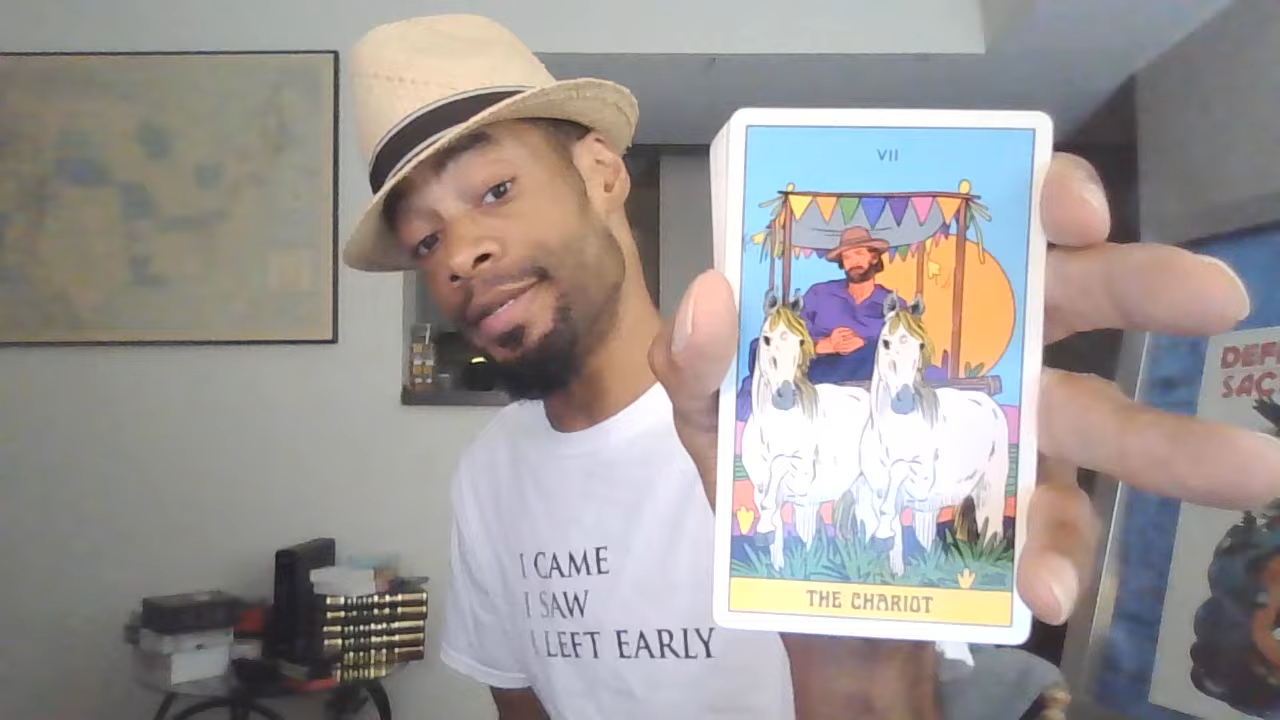 VII
THE CHARIOT
I CAME
I SAW
I LEFT EARLY